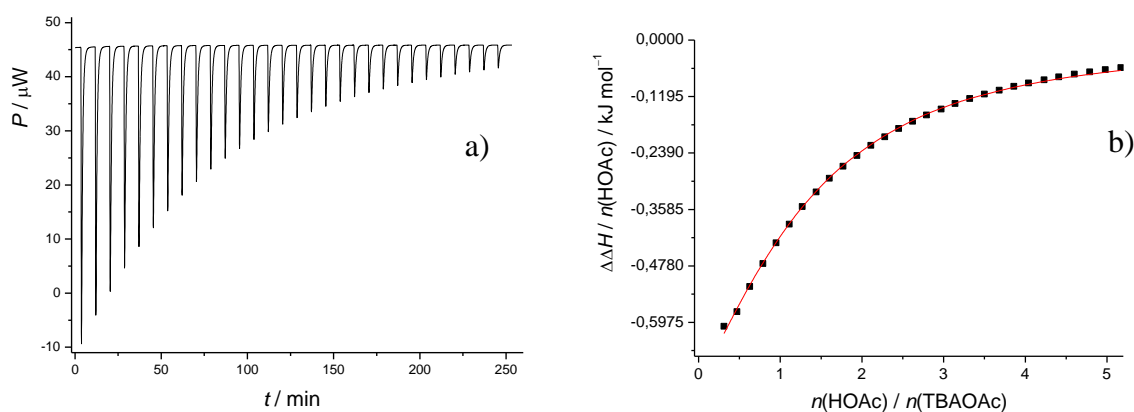 50
40
30
20
10
0
-10
P / μW
0 50 100 150 200 250
t / min
a)
0,0000
-0,1195
-0,2390
-0,3585
-0,4780
-0,5975
ΔΔH / n(HOAc) / kJ mol⁻¹
0 1 2 3 4 5
n(HOAc) / n(TBAOAc)
b)